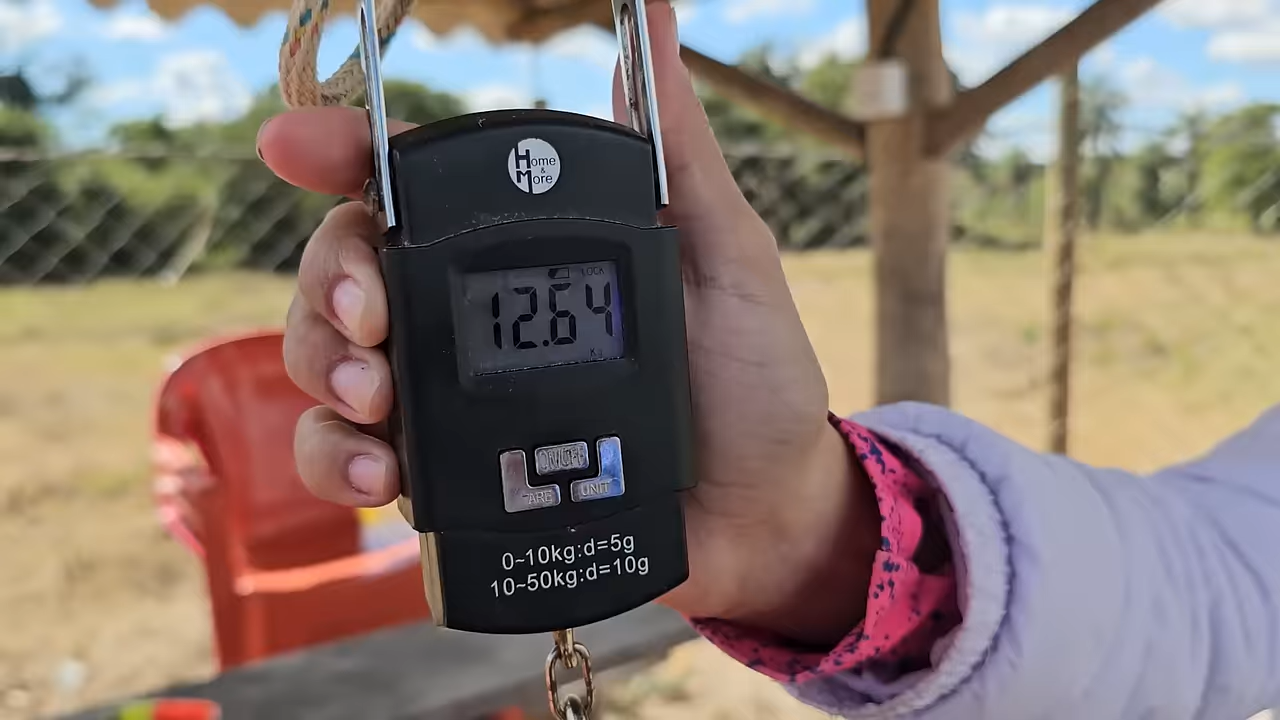 Home
&
More
LOCK
12.64
Kg
ON/OFF
TARE
UNIT
0~10kg:d=5g
10~50kg:d=10g